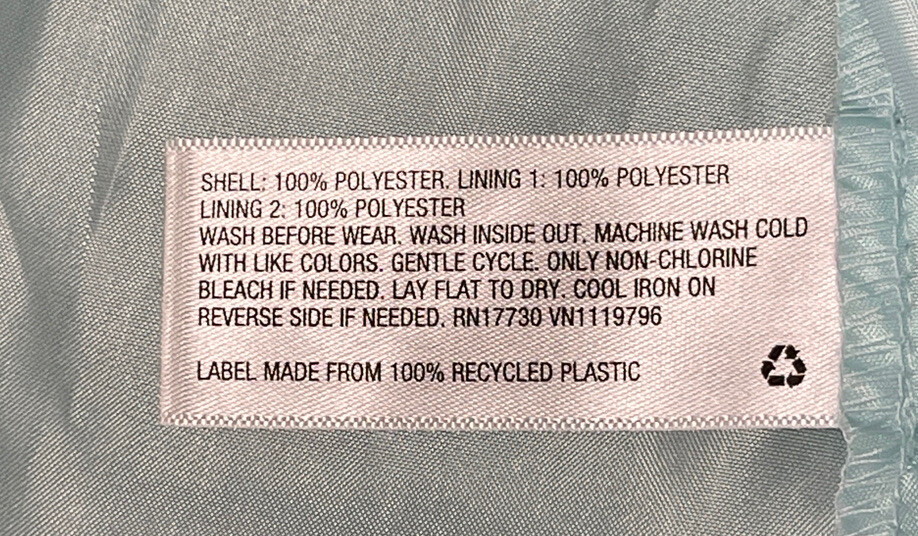 SHELL: 100% POLYESTER. LINING 1: 100% POLYESTER
LINING 2: 100% POLYESTER
WASH BEFORE WEAR. WASH INSIDE OUT. MACHINE WASH COLD
WITH LIKE COLORS. GENTLE CYCLE. ONLY NON-CHLORINE
BLEACH IF NEEDED. LAY FLAT TO DRY. COOL IRON ON
REVERSE SIDE IF NEEDED. RN17730 VN1119796
LABEL MADE FROM 100% RECYCLED PLASTIC